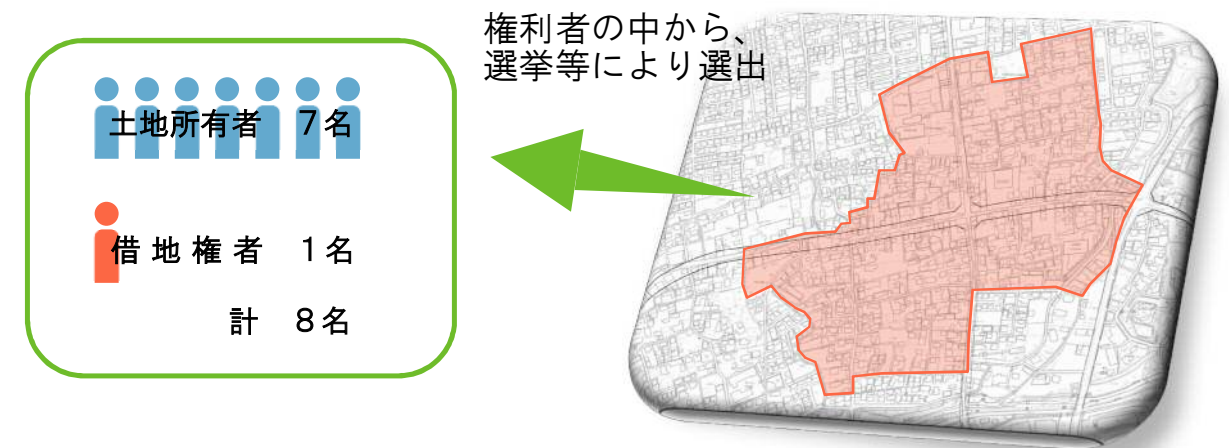 権利者の中から、
選挙等により選出
土地所有者　7名
借地権者　1名
計　8名